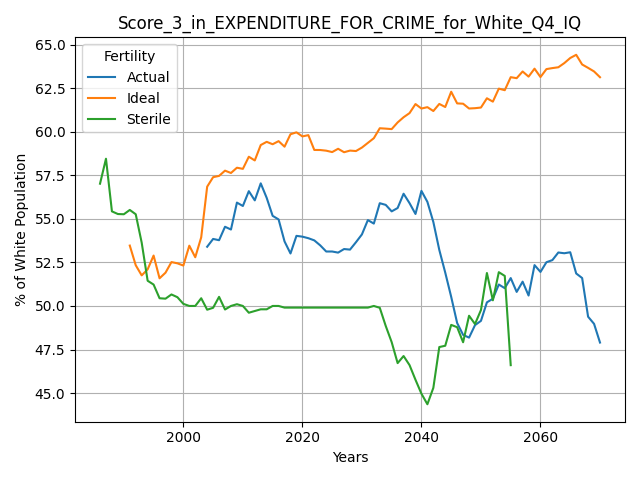 Score_3_in_EXPENDITURE_FOR_CRIME_for_White_Q4_IQ
Fertility
Actual
Ideal
Sterile
% of White Population
65.0
62.5
60.0
57.5
55.0
52.5
50.0
47.5
45.0
2000 2020 2040 2060
Years